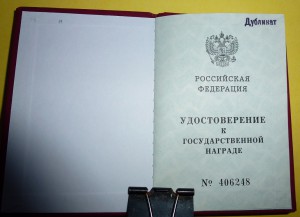 Дубликат
РОССИЙСКАЯ
ФЕДЕРАЦИЯ
УДОСТОВЕРЕНИЕ
К
ГОСУДАРСТВЕННОЙ
НАГРАДЕ
№ 406248